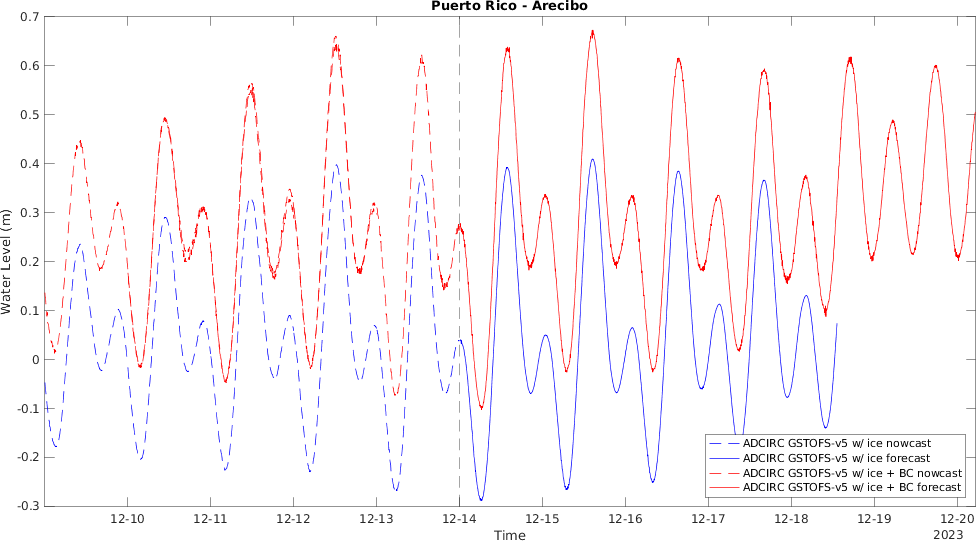 Puerto Rico - Arecibo
0.7
0.6
0.5
0.4
0.3
0.2
0.1
0
-0.1
-0.2
-0.3
Water Level (m)
ADCIRC GSTOFS-v5 w/ ice nowcast
ADCIRC GSTOFS-v5 w/ ice forecast
ADCIRC GSTOFS-v5 w/ ice + BC nowcast
ADCIRC GSTOFS-v5 w/ ice + BC forecast
12-10 12-11 12-12 12-13 12-14 12-15 12-16 12-17 12-18 12-19 12-20
Time 2023